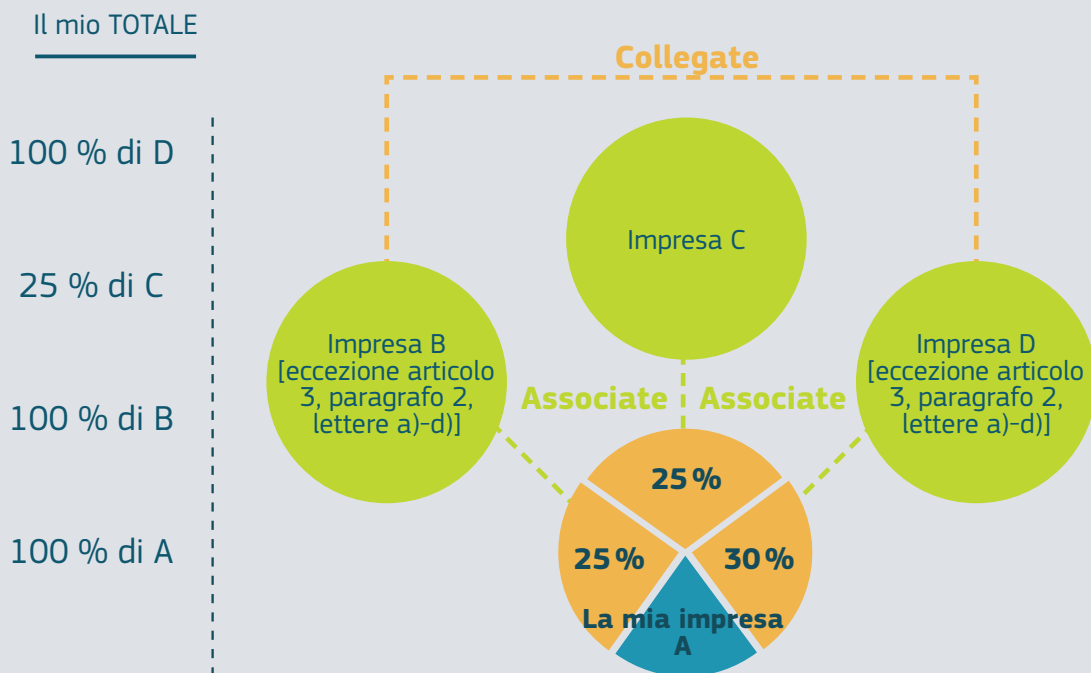 Il mio TOTALE
100 % di D
25 % di C
100 % di B
100 % di A
Collegate
Impresa C
Impresa B
[eccezione articolo
3, paragrafo 2,
lettere a)-d)]
Impresa D
[eccezione articolo
3, paragrafo 2,
lettere a)-d)]
Associate
Associate
25 %
25 %
30 %
La mia impresa
A